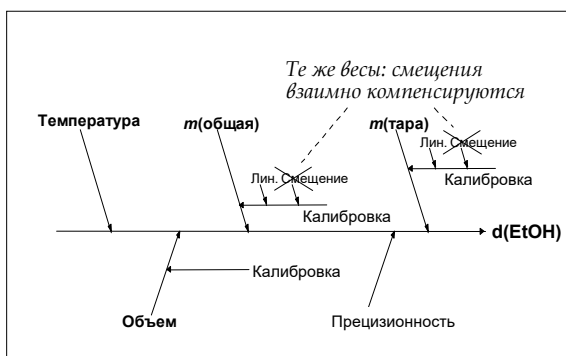 Те же весы: смещения
взаимно компенсируются
Температура
m(общая)
m(тара)
Лин. Смещение
Калибровка
Лин. Смещение
Калибровка
d(EtOH)
Калибровка
Объем
Прецизионность